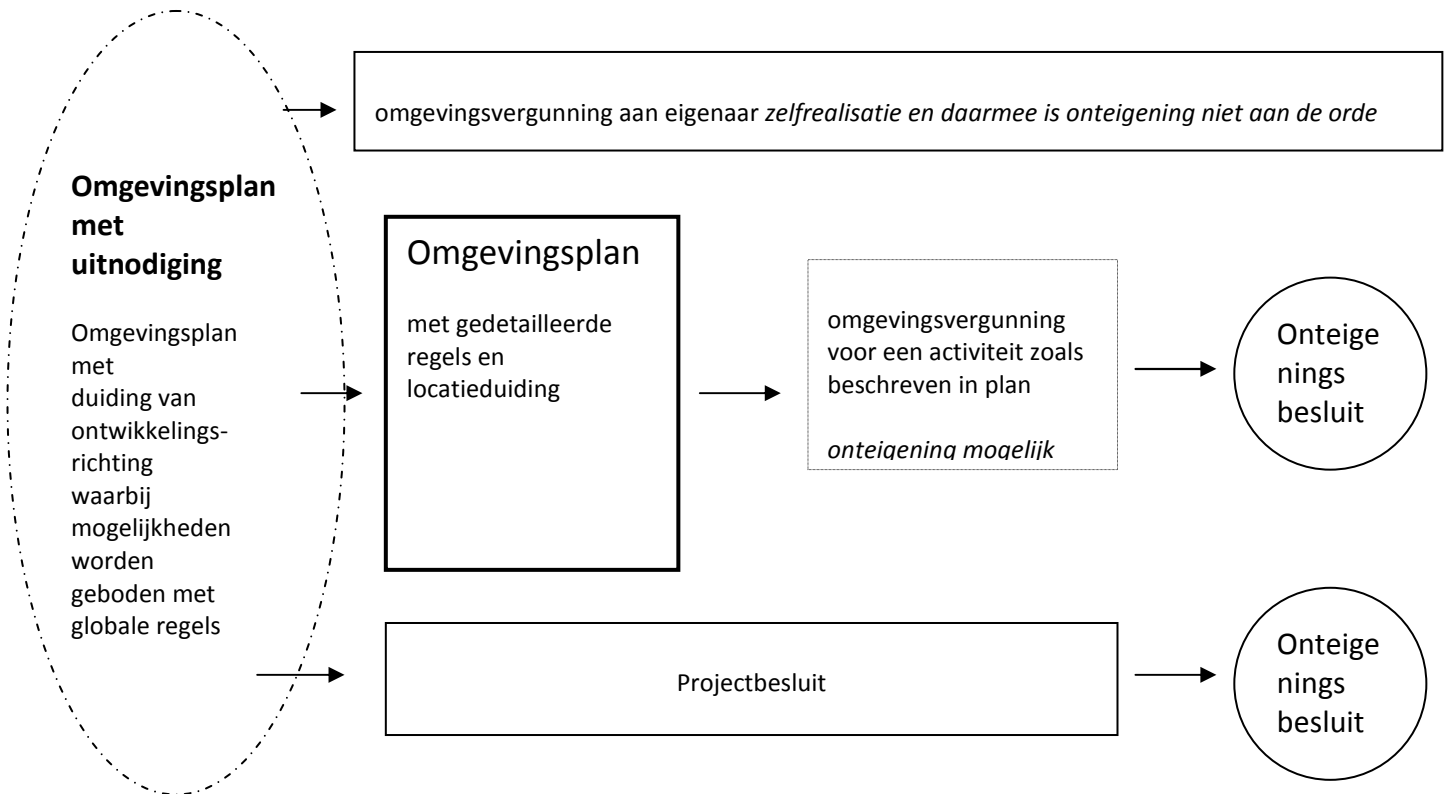 omgevingsvergunning aan eigenaar zelfrealisatie en daarmee is onteigening niet aan de orde
Omgevingsplan
met
uitnodiging
Omgevingsplan
met
duiding van
ontwikkelings-
richting
waarbij
mogelijkheden
worden
geboden met
globale regels
Omgevingsplan
met gedetailleerde
regels en
locatieduiding
omgevingsvergunning
voor een activiteit zoals
beschreven in plan
onteigening mogelijk
Onteige
nings
besluit
Projectbesluit
Onteige
nings
besluit